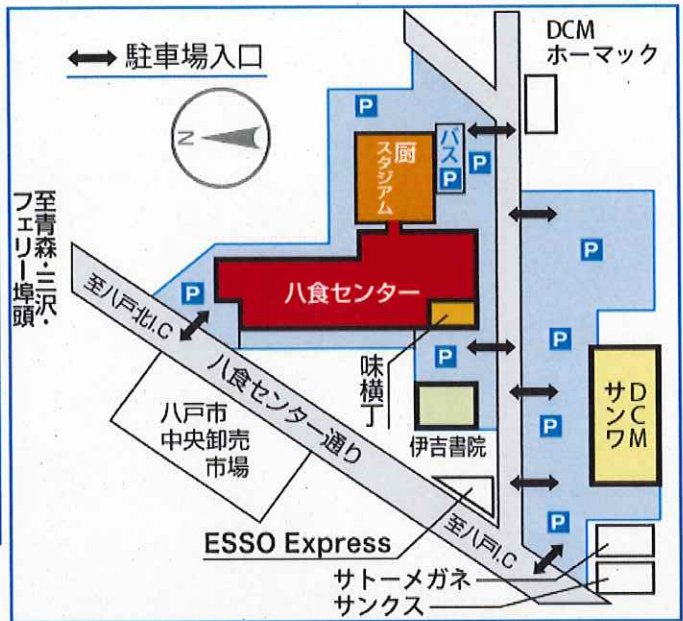 駐車場入口
DCM
ホーマック
N
P
厨
スタジアム
バス
P
P
P
至青森・三沢・
フェリー埠頭
P
八食センター
至八戸北I.C
八食センター通り
味横丁
P
P
八戸市
中央卸売
市場
伊吉書院
DCM
サンワ
P
ESSO Express
至八戸I.C
P
サトーメガネ
サンクス